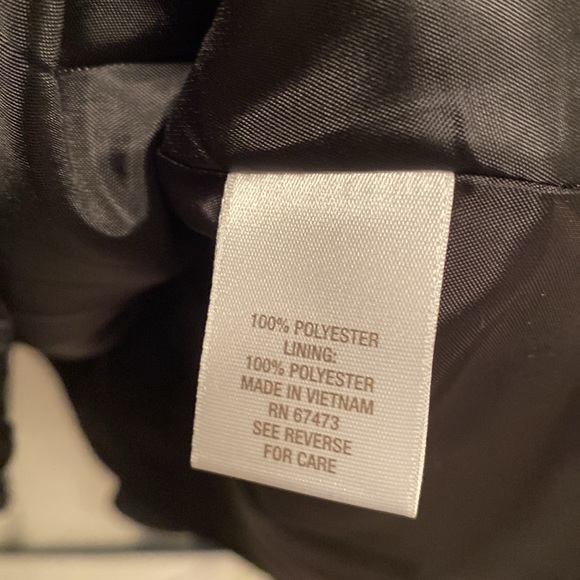 100% POLYESTER
LINING:
100% POLYESTER
MADE IN VIETNAM
RN 67473
SEE REVERSE
FOR CARE